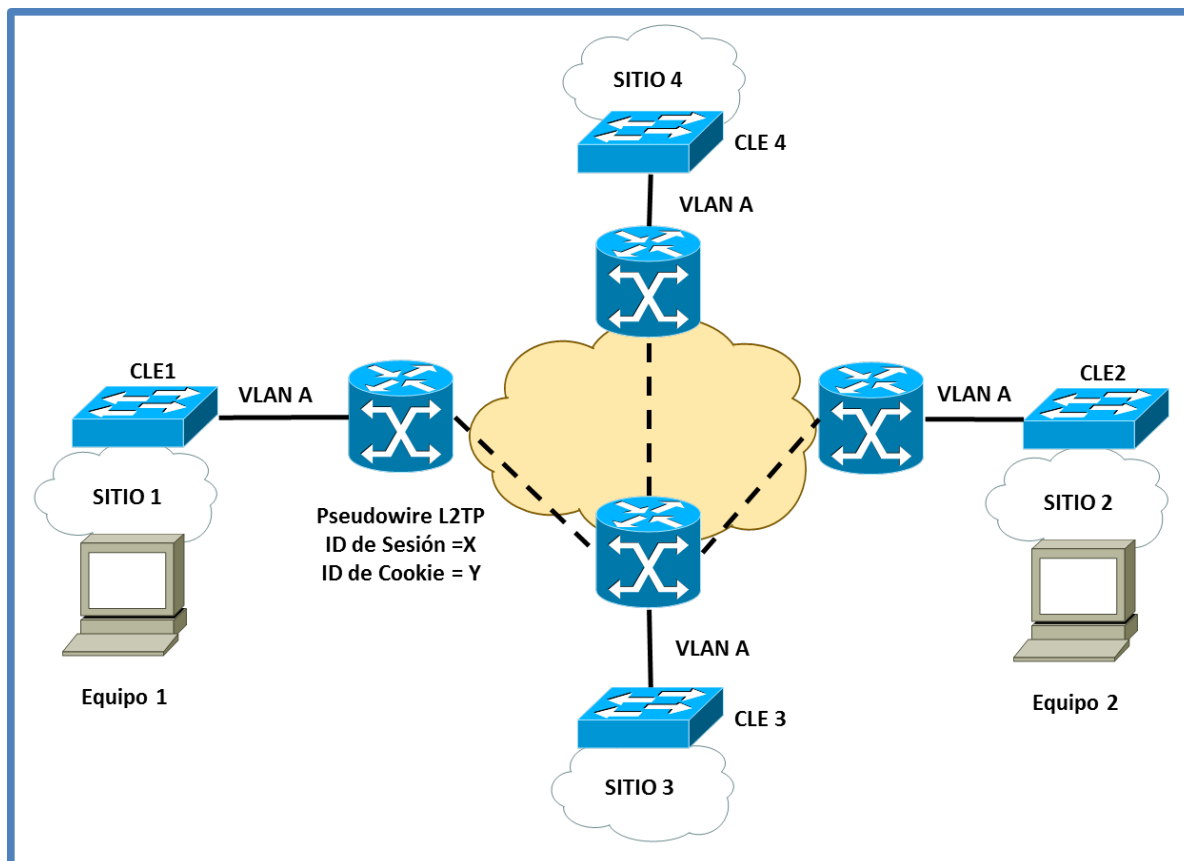 SITIO 4
CLE 4
VLAN A
CLE1
VLAN A
VLAN A
CLE2
SITIO 1
SITIO 2
Pseudowire L2TP
ID de Sesión =X
ID de Cookie = Y
VLAN A
Equipo 1
Equipo 2
CLE 3
SITIO 3